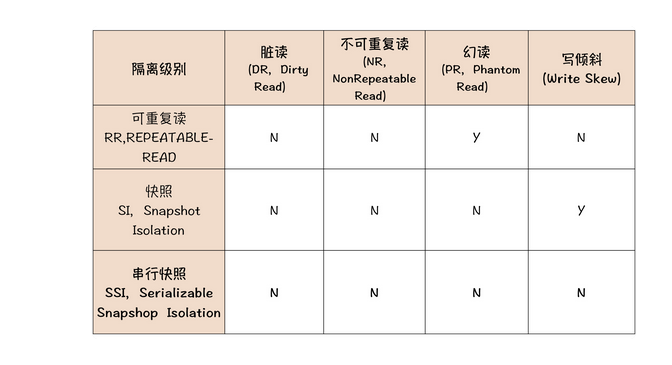 隔离级别
脏读
(DR，Dirty
Read)
不可重复读
(NR,
NonRepeatable
Read)
幻读
(PR，Phantom
Read)
写倾斜
(Write Skew)
可重复读
RR,REPEATABLE-
READ
N
N
Y
N
快照
SI，Snapshot
Isolation
N
N
N
Y
串行快照
SSI，Serializable
Snapshop Isolation
N
N
N
N